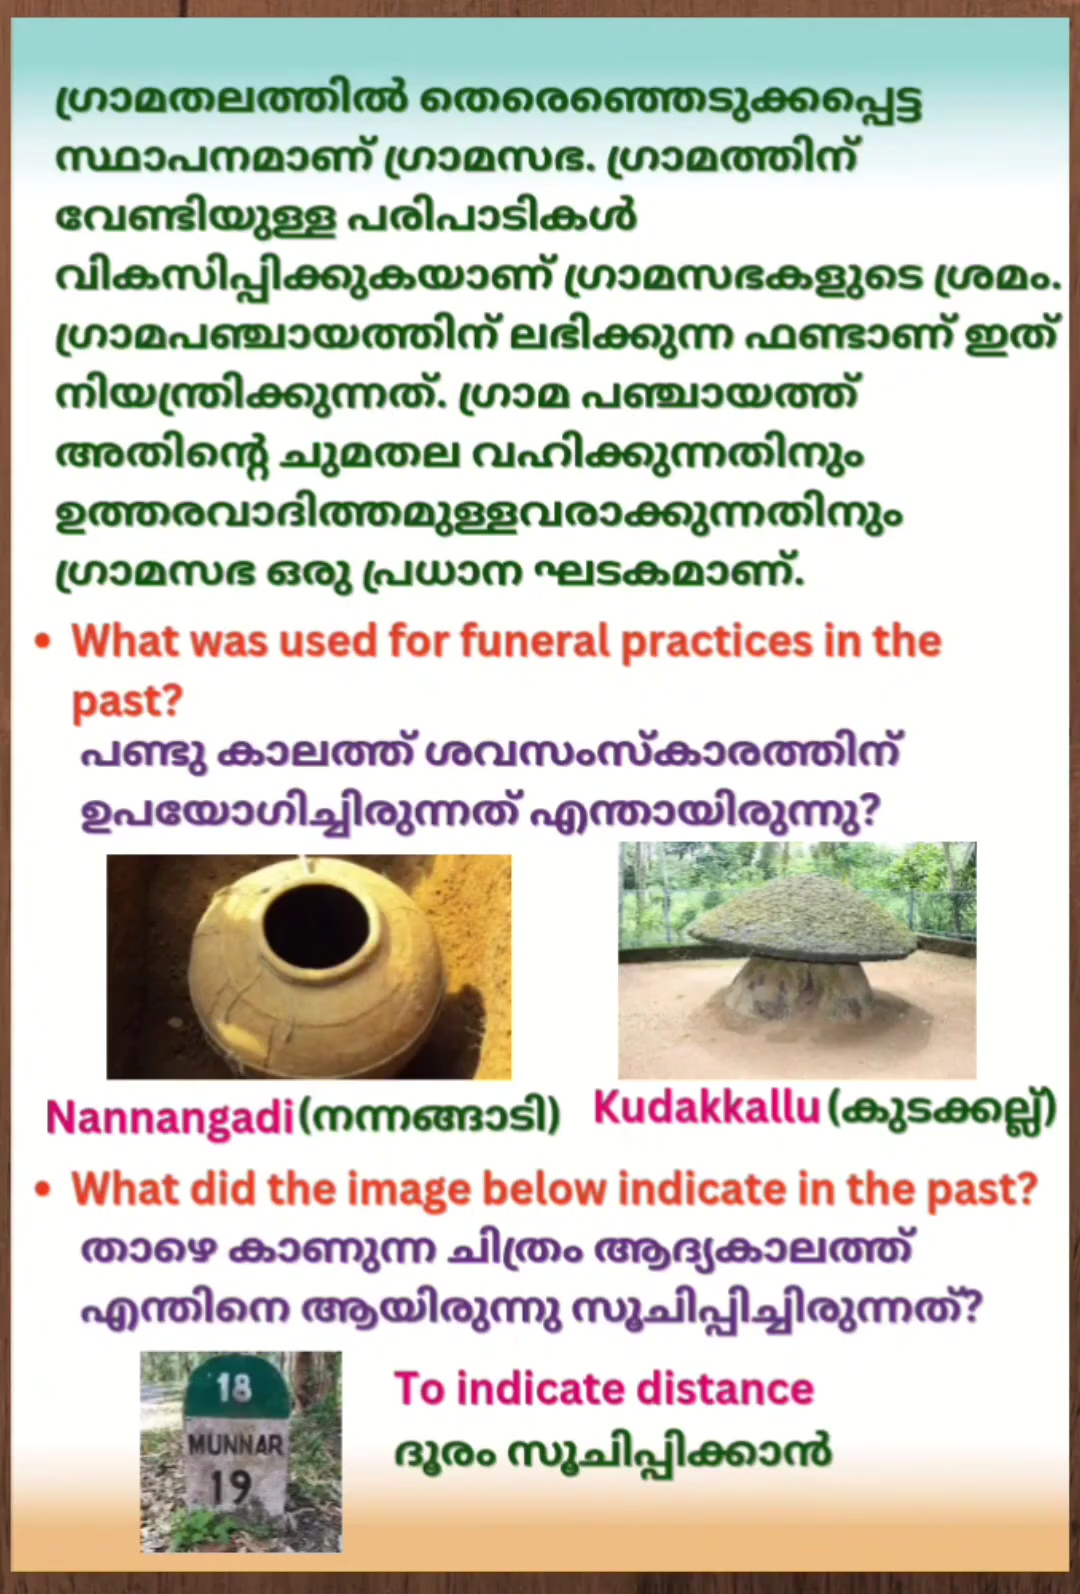 ഗ്രാമതലത്തിൽ തെരെഞ്ഞെടുക്കപ്പെട്ട
സ്ഥാപനമാണ് ഗ്രാമസഭ. ഗ്രാമത്തിന്
വേണ്ടിയുള്ള പരിപാടികൾ
വികസിപ്പിക്കുകയാണ് ഗ്രാമസഭകളുടെ ശ്രമം.
ഗ്രാമപഞ്ചായത്തിന് ലഭിക്കുന്ന ഫണ്ടാണ് ഇത്
നിയന്ത്രിക്കുന്നത്. ഗ്രാമ പഞ്ചായത്ത്
അതിന്റെ ചുമതല വഹിക്കുന്നതിനും
ഉത്തരവാദിത്തമുള്ളവരാക്കുന്നതിനും
ഗ്രാമസഭ ഒരു പ്രധാന ഘടകമാണ്.
• What was used for funeral practices in the
past?
പണ്ടു കാലത്ത് ശവസംസ്കാരത്തിന്
ഉപയോഗിച്ചിരുന്നത് എന്തായിരുന്നു?
Nannangadi (നന്നങ്ങാടി) Kudakkallu (കുടക്കല്ല്)
• What did the image below indicate in the past?
താഴെ കാണുന്ന ചിത്രം ആദ്യകാലത്ത്
എന്തിനെ ആയിരുന്നു സൂചിപ്പിച്ചിരുന്നത്?
18
MUNNAR
19
To indicate distance
ദൂരം സൂചിപ്പിക്കാൻ